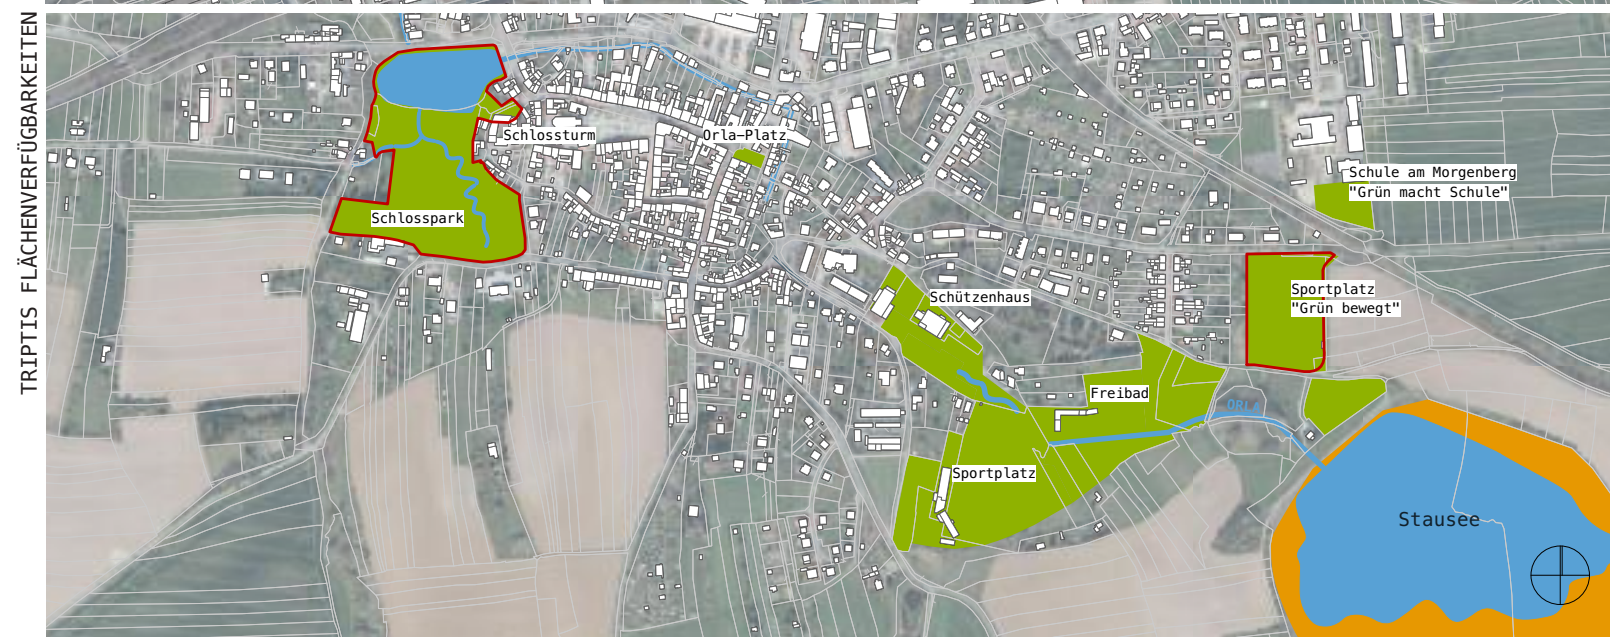 TRIPTIS FLÄCHENVERFÜGBARKEITEN
Schlossturm
Orla-Platz
Schule am Morgenberg
"Grün macht Schule"
Schlosspark
Sportplatz
"Grün bewegt"
Schützenhaus
Freibad
ORLA
Sportplatz
Stausee